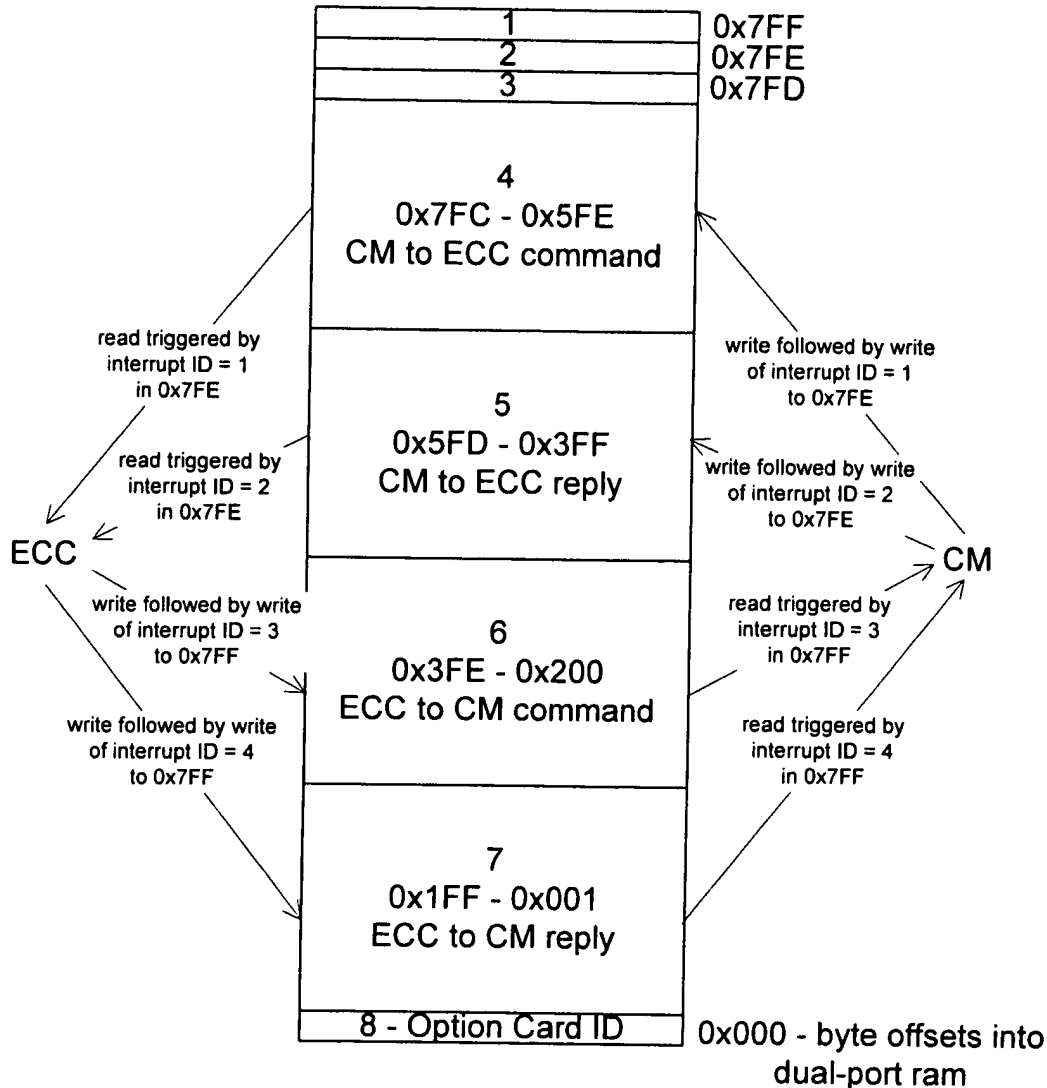 1
0x7FF
2
0x7FE
3
0x7FD
4
0x7FC - 0x5FE
CM to ECC command
read triggered by
interrupt ID = 1
in 0x7FE
write followed by write
of interrupt ID = 1
to 0x7FE
5
0x5FD - 0x3FF
CM to ECC reply
read triggered by
interrupt ID = 2
in 0x7FE
write followed by write
of interrupt ID = 2
to 0x7FE
ECC
CM
write followed by write
of interrupt ID = 3
to 0x7FF
6
0x3FE - 0x200
ECC to CM command
read triggered by
interrupt ID = 3
in 0x7FF
write followed by write
of interrupt ID = 4
to 0x7FF
read triggered by
interrupt ID = 4
in 0x7FF
7
0x1FF - 0x001
ECC to CM reply
8 - Option Card ID
0x000 - byte offsets into
dual-port ram